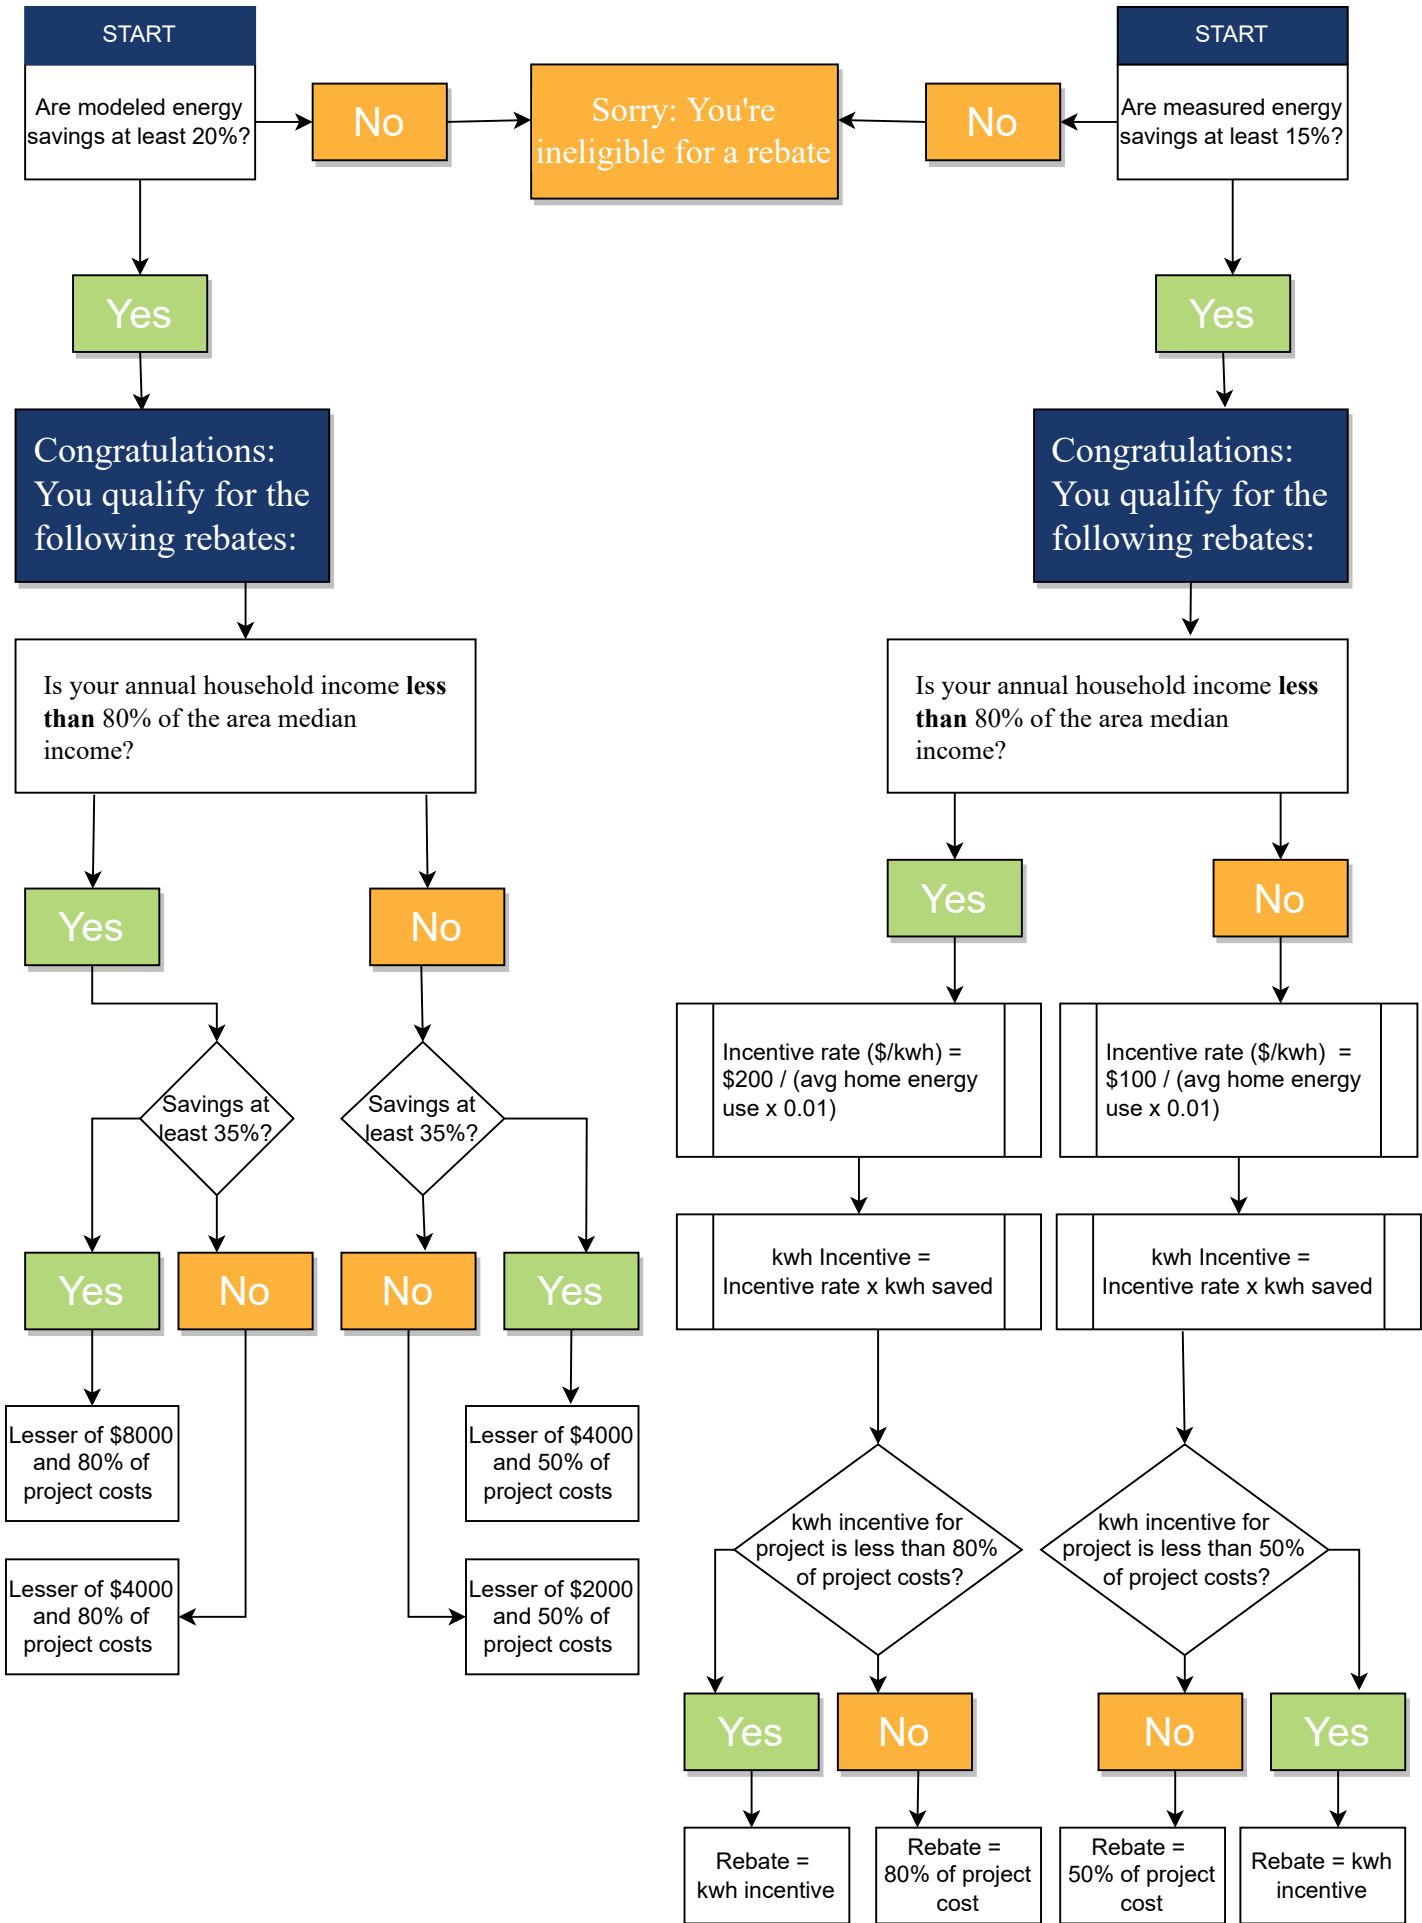 START
Are modeled energy
savings at least 20%?
No
Sorry: You're
ineligible for a rebate
No
START
Are measured energy
savings at least 15%?
Yes
Yes
Congratulations:
You qualify for the
following rebates:
Congratulations:
You qualify for the
following rebates:
Is your annual household income less
than 80% of the area median
income?
Is your annual household income less
than 80% of the area median
income?
Yes
No
Yes
No
Savings at
least 35%?
Savings at
least 35%?
Incentive rate ($/kwh) =
$200 / (avg home energy
use x 0.01)
Incentive rate ($/kwh)  =
$100 / (avg home energy
use x 0.01)
kwh Incentive =
Incentive rate x kwh saved
kwh Incentive =
Incentive rate x kwh saved
Yes
No
No
Yes
Lesser of $8000
and 80% of
project costs
Lesser of $4000
and 50% of
project costs
Lesser of $4000
and 80% of
project costs
Lesser of $2000
and 50% of
project costs
kwh incentive for
project is less than 80%
of project costs?
kwh incentive for
project is less than 50%
of project costs?
Yes
No
No
Yes
Rebate =
kwh incentive
Rebate =
80% of project
cost
Rebate =
50% of project
cost
Rebate = kwh
incentive